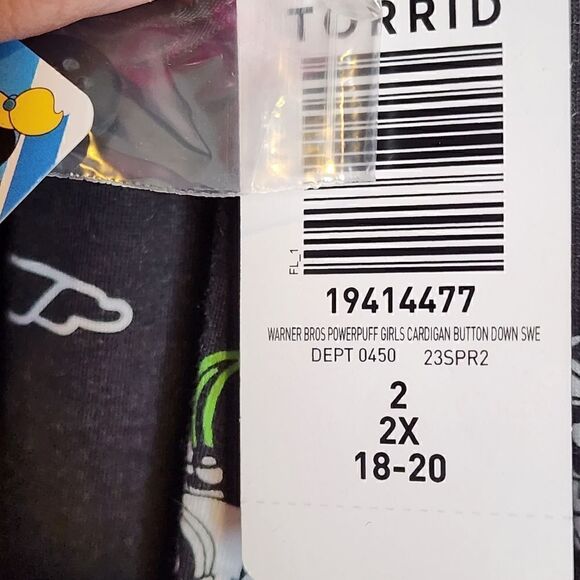 TORRID
FL_1
19414477
WARNER BROS POWERPUFF GIRLS CARDIGAN BUTTON DOWN SWE
DEPT 0450 23SPR2
2
2X
18-20